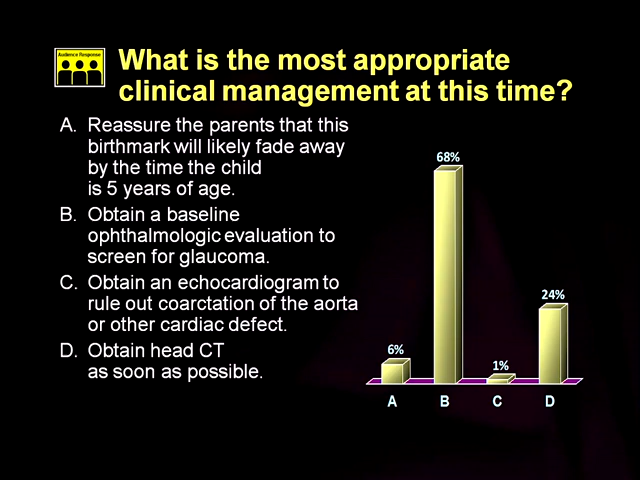 Audience Response
What is the most appropriate
clinical management at this time?
A. Reassure the parents that this
birthmark will likely fade away
by the time the child
is 5 years of age.
B. Obtain a baseline
ophthalmologic evaluation to
screen for glaucoma.
C. Obtain an echocardiogram to
rule out coarctation of the aorta
or other cardiac defect.
D. Obtain head CT
as soon as possible.
68%
24%
6%
1%
A B C D